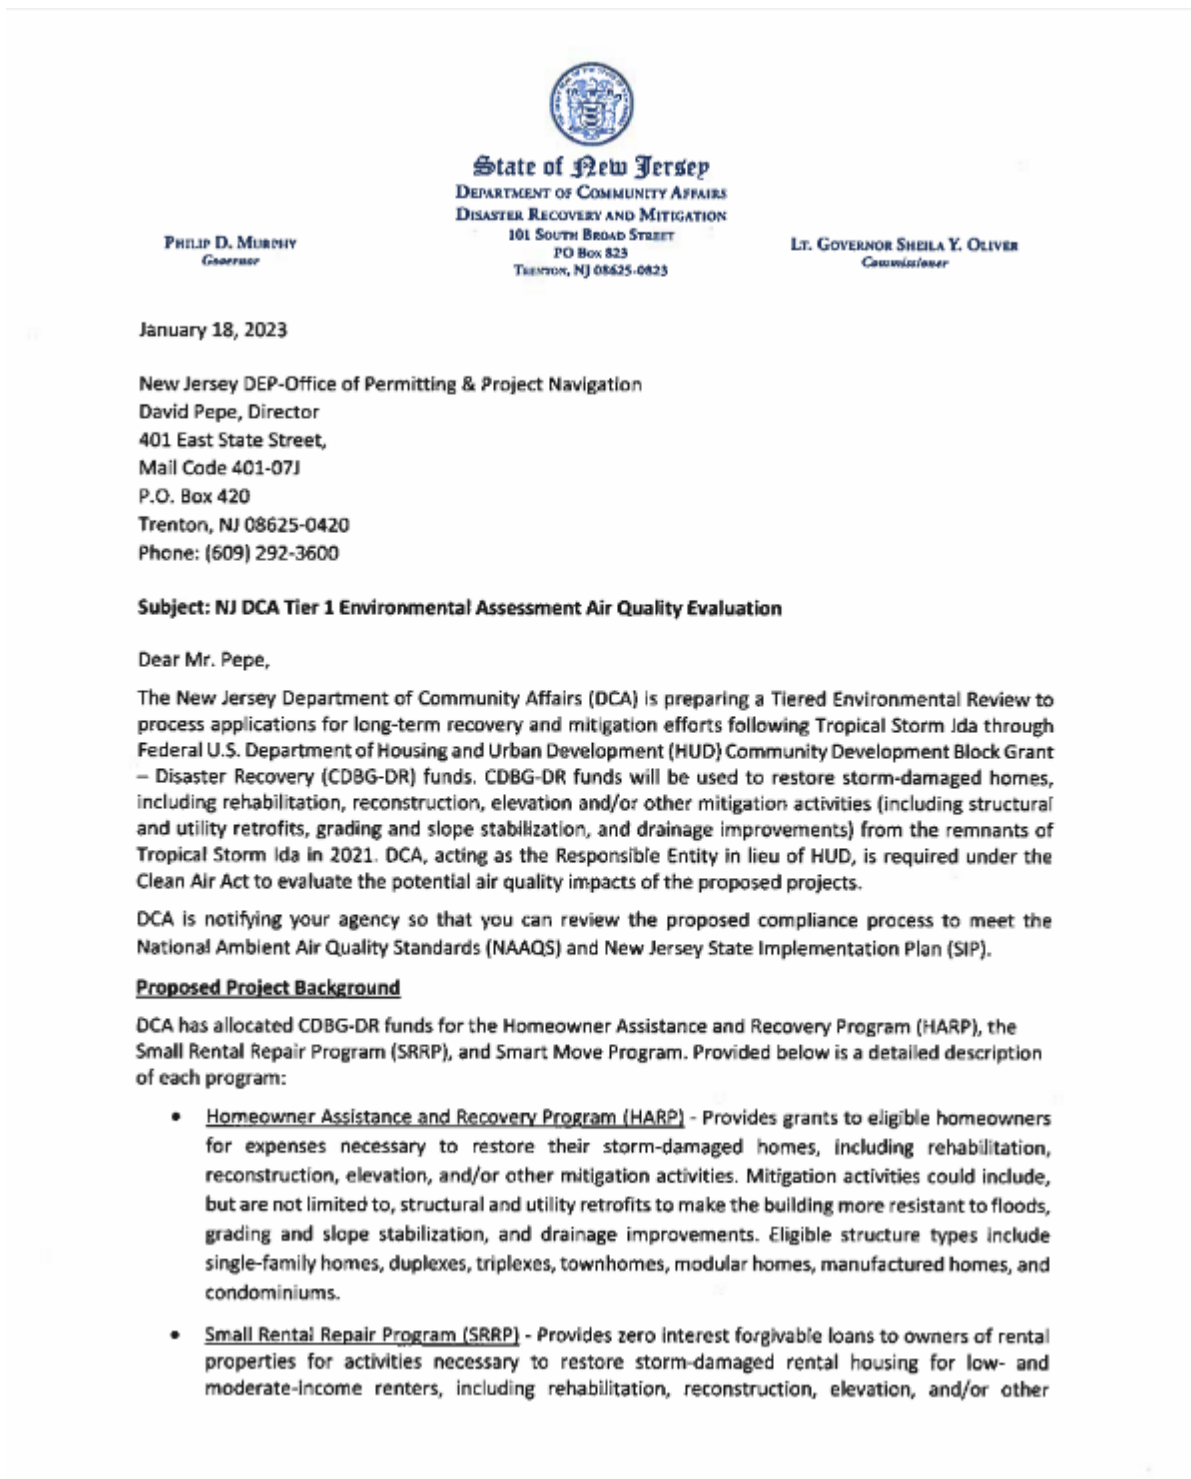 State of New Jersey
DEPARTMENT OF COMMUNITY AFFAIRS
DISASTER RECOVERY AND MITIGATION
101 SOUTH BROAD STREET
PO BOX 823
TRENTON, NJ 08625-0823
PHILIP D. MURPHY
Governor
LT. GOVERNOR SHEILA Y. OLIVER
Commissioner
January 18, 2023
New Jersey DEP-Office of Permitting & Project Navigation
David Pepe, Director
401 East State Street,
Mail Code 401-07J
P.O. Box 420
Trenton, NJ 08625-0420
Phone: (609) 292-3600
Subject: NJ DCA Tier 1 Environmental Assessment Air Quality Evaluation
Dear Mr. Pepe,
The New Jersey Department of Community Affairs (DCA) is preparing a Tiered Environmental Review to
process applications for long-term recovery and mitigation efforts following Tropical Storm Ida through
Federal U.S. Department of Housing and Urban Development (HUD) Community Development Block Grant
– Disaster Recovery (CDBG-DR) funds. CDBG-DR funds will be used to restore storm-damaged homes,
including rehabilitation, reconstruction, elevation and/or other mitigation activities (including structural
and utility retrofits, grading and slope stabilization, and drainage improvements) from the remnants of
Tropical Storm Ida in 2021. DCA, acting as the Responsible Entity in lieu of HUD, is required under the
Clean Air Act to evaluate the potential air quality impacts of the proposed projects.
DCA is notifying your agency so that you can review the proposed compliance process to meet the
National Ambient Air Quality Standards (NAAQS) and New Jersey State Implementation Plan (SIP).
Proposed Project Background
DCA has allocated CDBG-DR funds for the Homeowner Assistance and Recovery Program (HARP), the
Small Rental Repair Program (SRRP), and Smart Move Program. Provided below is a detailed description
of each program:
• Homeowner Assistance and Recovery Program (HARP) - Provides grants to eligible homeowners
for expenses necessary to restore their storm-damaged homes, including rehabilitation,
reconstruction, elevation, and/or other mitigation activities. Mitigation activities could include,
but are not limited to, structural and utility retrofits to make the building more resistant to floods,
grading and slope stabilization, and drainage improvements. Eligible structure types include
single-family homes, duplexes, triplexes, townhomes, modular homes, manufactured homes, and
condominiums.
• Small Rental Repair Program (SRRP) - Provides zero interest forgivable loans to owners of rental
properties for activities necessary to restore storm-damaged rental housing for low- and
moderate-income renters, including rehabilitation, reconstruction, elevation, and/or other